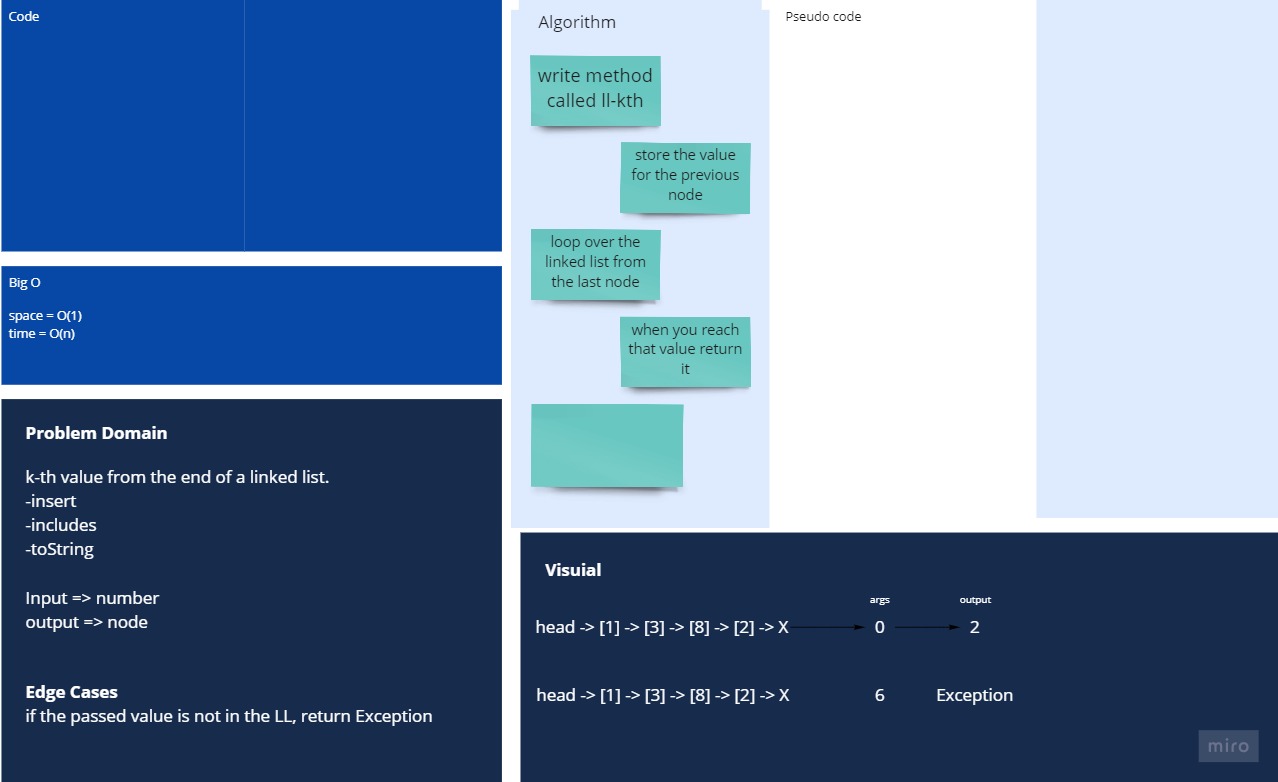 Code
Big O
space = O(1)
time = O(n)
Problem Domain
k-th value from the end of a linked list.
-insert
-includes
-toString
Input => number
output => node
Edge Cases
if the passed value is not in the LL, return Exception
Algorithm
write method
called ll-kth
store the value
for the previous
node
loop over the
linked list from
the last node
when you reach
that value return
it
Pseudo code
Visuial
args output
head -> [1] -> [3] -> [8] -> [2] -> X 0 2
head -> [1] -> [3] -> [8] -> [2] -> X 6 Exception
miro